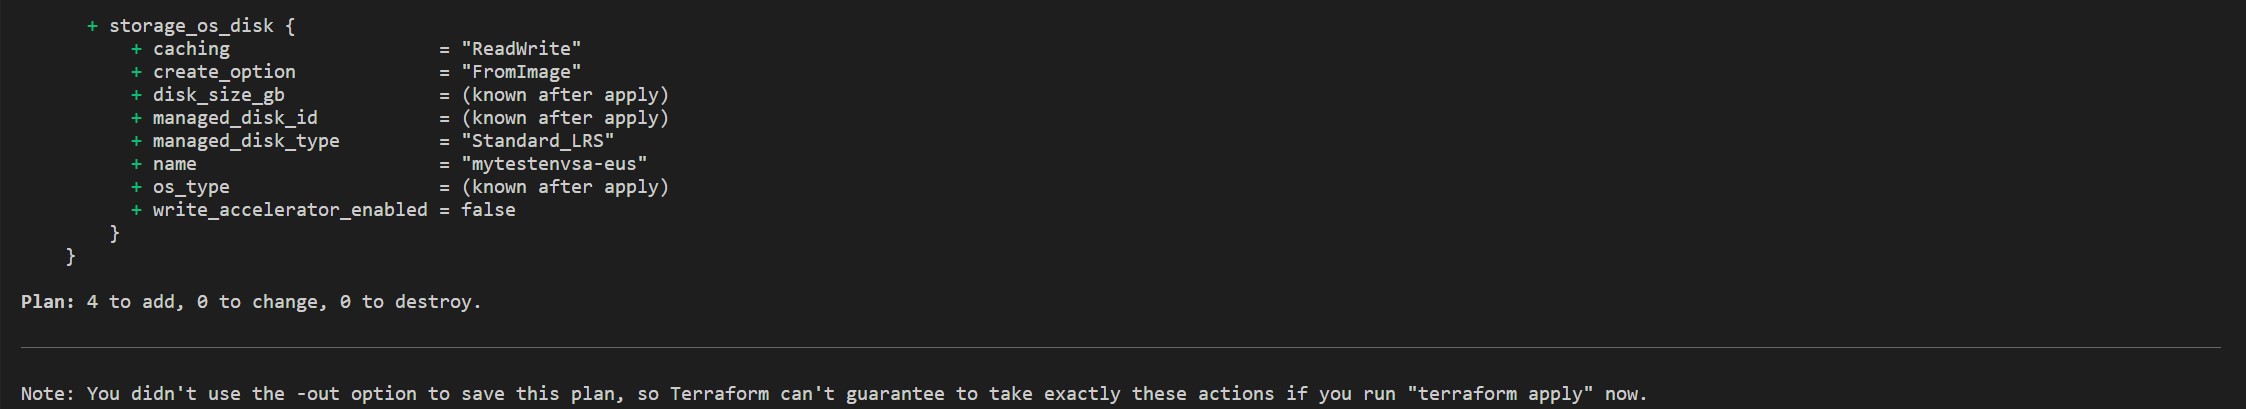 + storage_os_disk {
+ caching = "ReadWrite"
+ create_option = "FromImage"
+ disk_size_gb = (known after apply)
+ managed_disk_id = (known after apply)
+ managed_disk_type = "Standard_LRS"
+ name = "mytestenvsa-eus"
+ os_type = (known after apply)
+ write_accelerator_enabled = false
}
}
Plan: 4 to add, 0 to change, 0 to destroy.
Note: You didn't use the -out option to save this plan, so Terraform can't guarantee to take exactly these actions if you run "terraform apply" now.